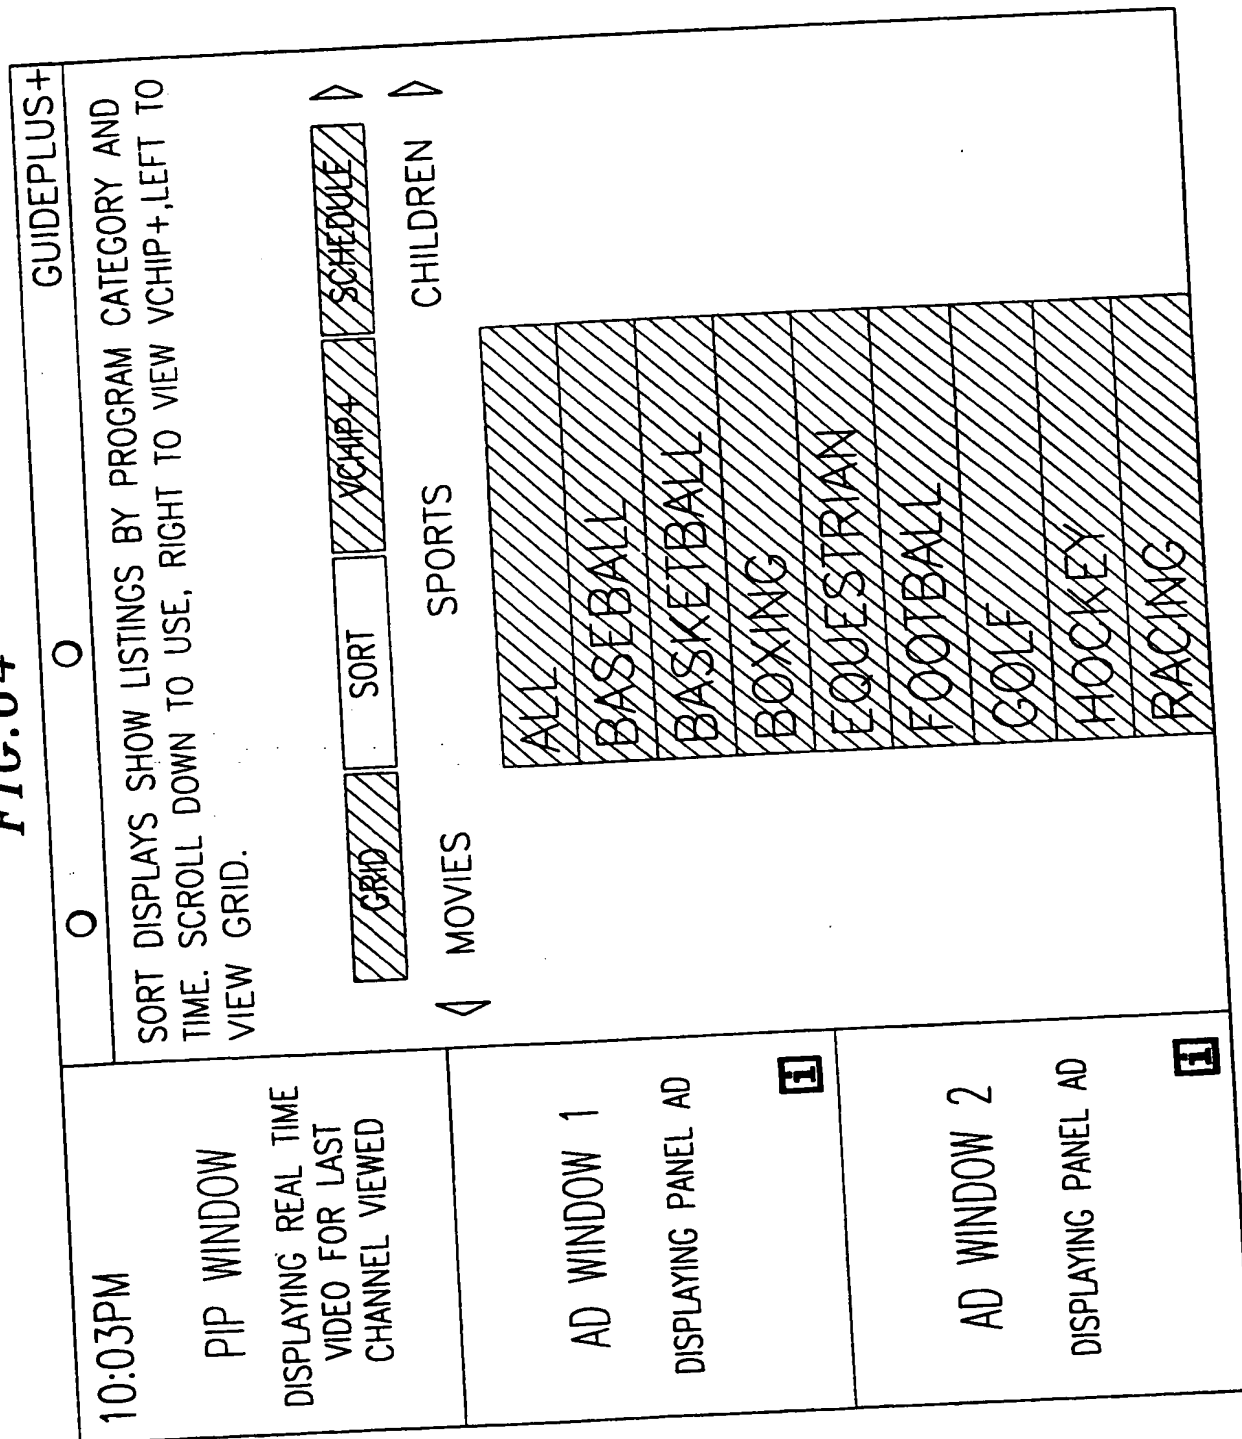 10:03PM
GUIDEPLUS+
PIP WINDOW
DISPLAYING REAL TIME
VIDEO FOR LAST
CHANNEL VIEWED
SORT DISPLAYS SHOW LISTINGS BY PROGRAM CATEGORY AND
TIME. SCROLL DOWN TO USE, RIGHT TO VIEW VCHIP+,LEFT TO
VIEW GRID.
GRID SORT VCHIP+ SCHEDULE
MOVIES SPORTS CHILDREN
ALL
BASEBALL
BASKETBALL
BOXING
EQUESTRIAN
FOOTBALL
GOLF
HOCKEY
RACING
AD WINDOW 1
DISPLAYING PANEL AD
i
AD WINDOW 2
DISPLAYING PANEL AD
i